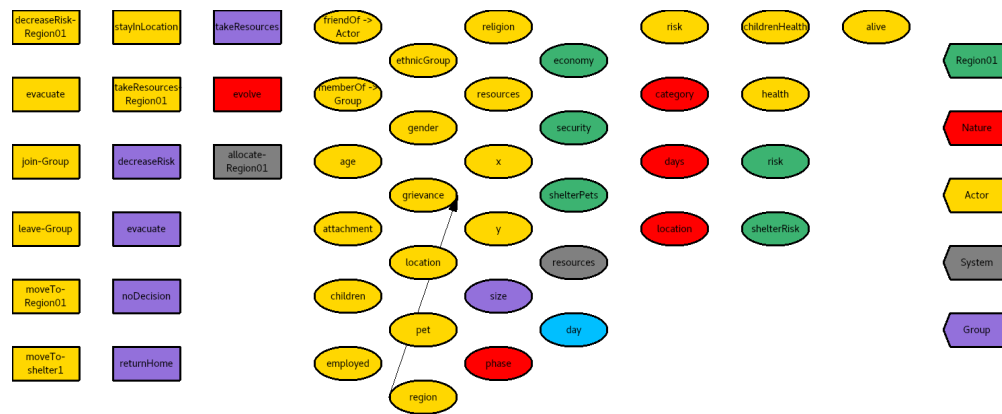 decreaseRisk-
Region01
stayInLocation
takeResources
friendOf ->
Actor
religion
risk
childrenHealth
alive
ethnicGroup
economy
Region01
evacuate
takeResources-
Region01
evolve
memberOf ->
Group
resources
category
health
gender
security
Nature
join-Group
decreaseRisk
allocate-
Region01
age
x
days
risk
grievance
shelterPets
Actor
leave-Group
evacuate
attachment
y
location
shelterRisk
location
resources
System
moveTo-
Region01
noDecision
children
size
pet
day
Group
moveTo-
shelter1
returnHome
employed
phase
region